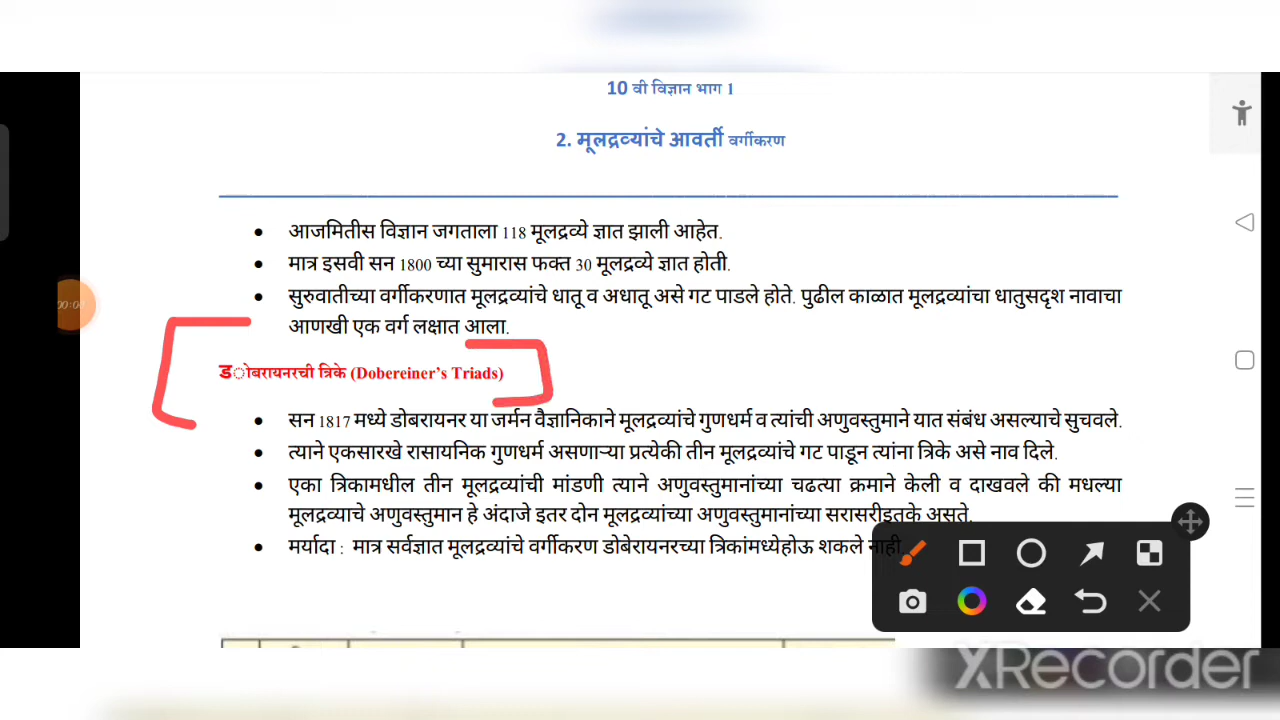 10 वी विज्ञान भाग 1
2. मूलद्रव्यांचे आवर्ती वर्गीकरण
• आजमितीस विज्ञान जगताला 118 मूलद्रव्ये ज्ञात झाली आहेत.
• मात्र इसवी सन 1800 च्या सुमारास फक्त 30 मूलद्रव्ये ज्ञात होती.
• सुरुवातीच्या वर्गीकरणात मूलद्रव्यांचे धातू व अधातू असे गट पाडले होते. पुढील काळात मूलद्रव्यांचा धातुसदृश नावाचा
आणखी एक वर्ग लक्षात आला.
00:0
ड◌ोबरायनरची त्रिके (Dobereiner’s Triads)
• सन 1817 मध्ये डोबरायनर या जर्मन वैज्ञानिकाने मूलद्रव्यांचे गुणधर्म व त्यांची अणुवस्तुमाने यात संबंध असल्याचे सुचवले.
• त्याने एकसारखे रासायनिक गुणधर्म असणाऱ्या प्रत्येकी तीन मूलद्रव्यांचे गट पाडून त्यांना त्रिके असे नाव दिले.
• एका त्रिकामधील तीन मूलद्रव्यांची मांडणी त्याने अणुवस्तुमानांच्या चढत्या क्रमाने केली व दाखवले की मधल्या
मूलद्रव्याचे अणुवस्तुमान हे अंदाजे इतर दोन मूलद्रव्यांच्या अणुवस्तुमानांच्या सरासरीइतके असते.
• मर्यादा : मात्र सर्वज्ञात मूलद्रव्यांचे वर्गीकरण डोबेरायनरच्या त्रिकांमध्येहोऊ शकले नाही.
XRecorder